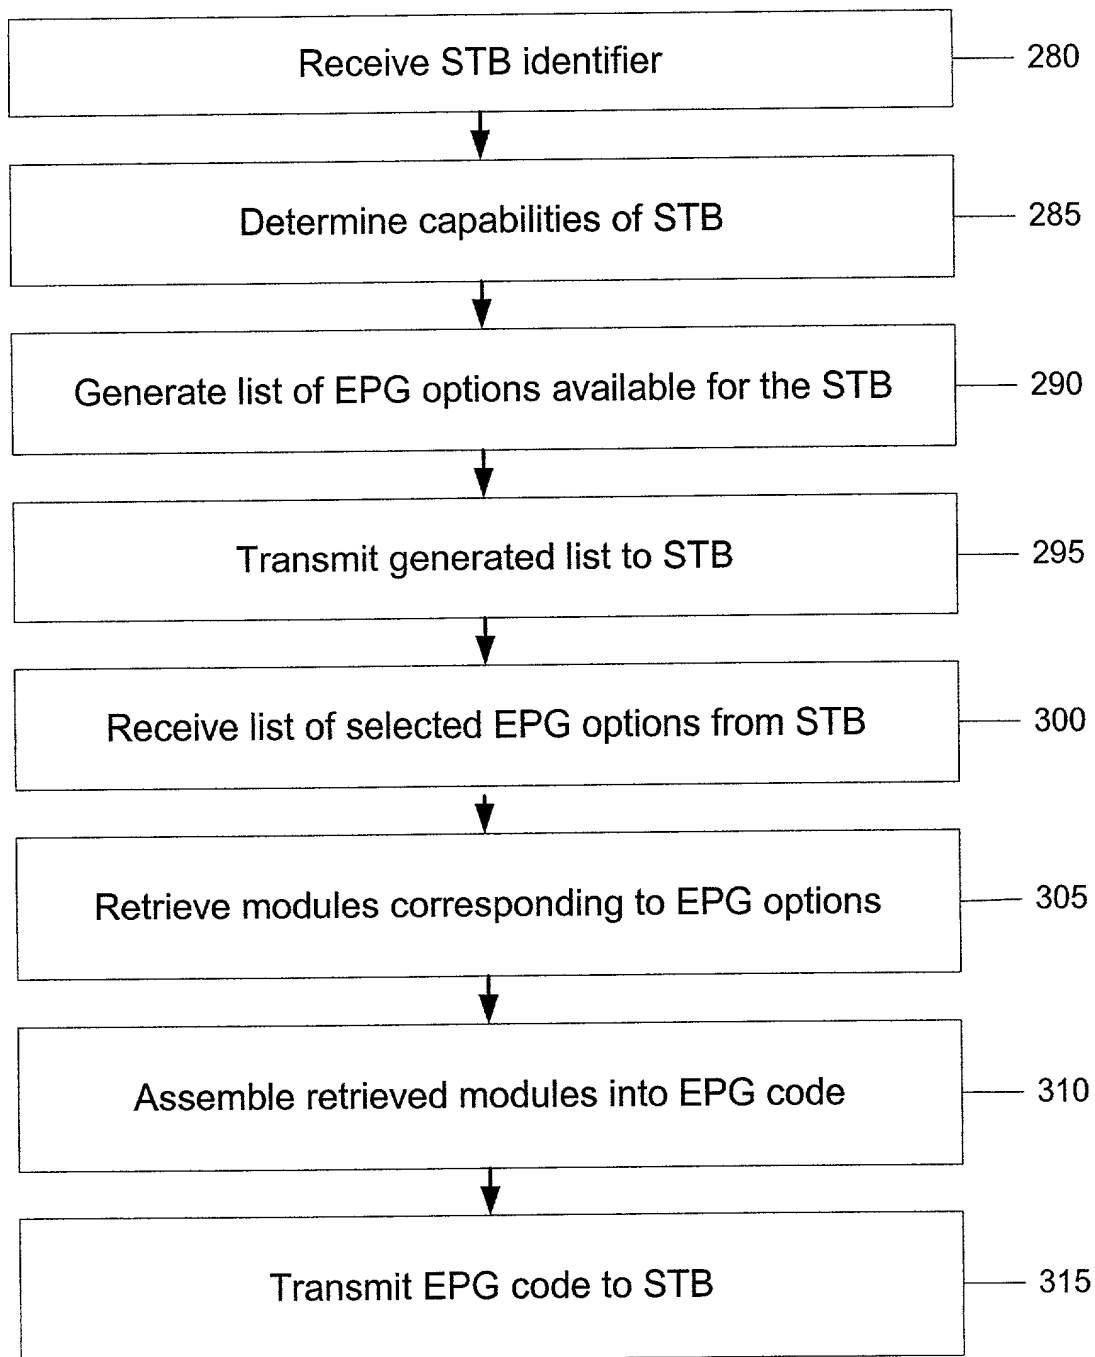 Receive STB identifier
280
Determine capabilities of STB
285
Generate list of EPG options available for the STB
290
Transmit generated list to STB
295
Receive list of selected EPG options from STB
300
Retrieve modules corresponding to EPG options
305
Assemble retrieved modules into EPG code
310
Transmit EPG code to STB
315